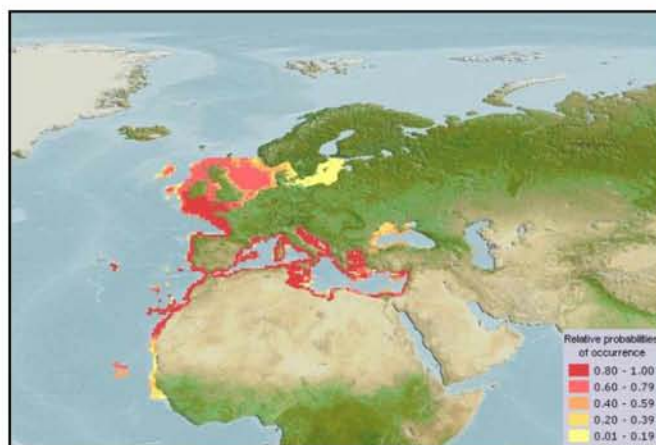 Relative probabilities
of occurrence
0.80 - 1.00
0.60 - 0.79
0.40 - 0.59
0.20 - 0.39
0.01 - 0.19